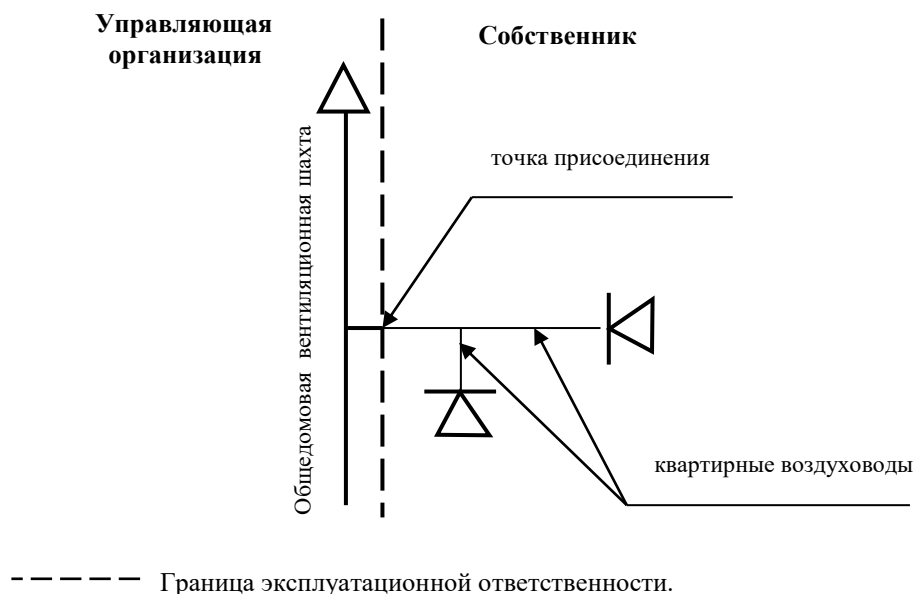 Управляющая
организация
Собственник
точка присоединения
Общедомовая вентиляционная шахта
квартирные воздуховоды
Граница эксплуатационной ответственности.